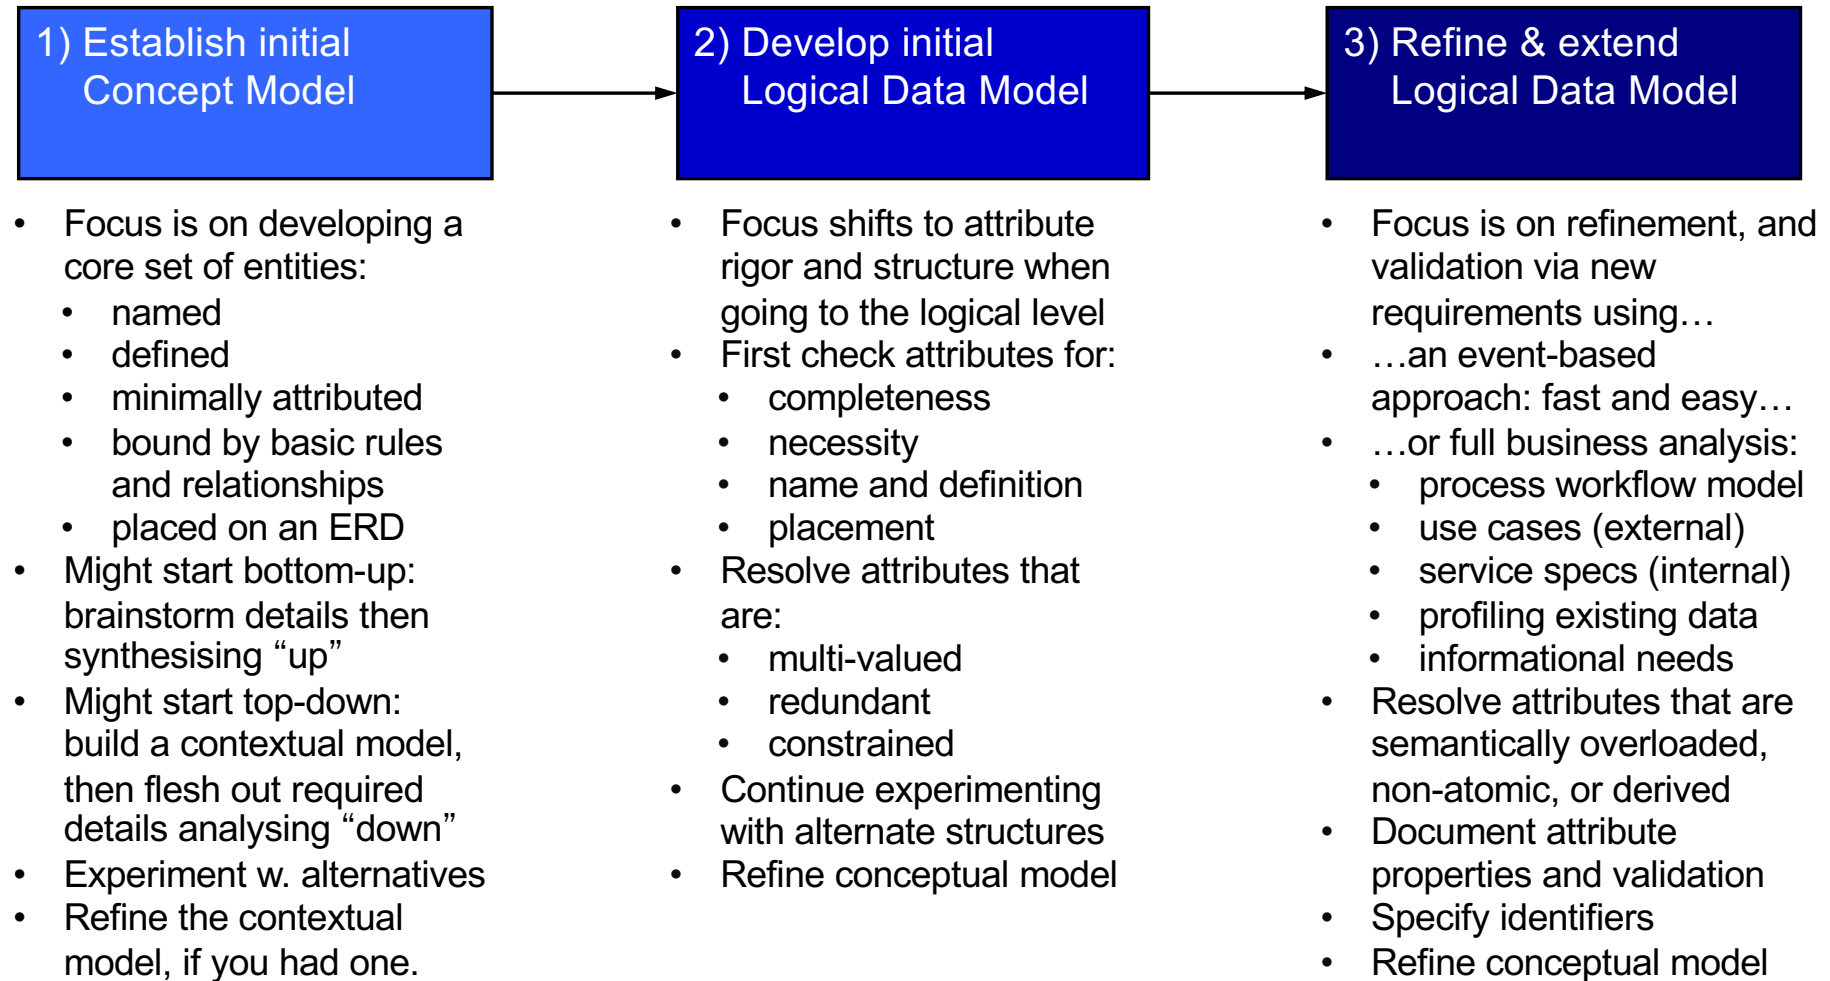 1) Establish initial
Concept Model
• Focus is on developing a
core set of entities:
• named
• defined
• minimally attributed
• bound by basic rules
and relationships
• placed on an ERD
• Might start bottom-up:
brainstorm details then
synthesising “up”
• Might start top-down:
build a contextual model,
then flesh out required
details analysing “down”
• Experiment w. alternatives
• Refine the contextual
model, if you had one.
2) Develop initial
Logical Data Model
• Focus shifts to attribute
rigor and structure when
going to the logical level
• First check attributes for:
• completeness
• necessity
• name and definition
• placement
• Resolve attributes that
are:
• multi-valued
• redundant
• constrained
• Continue experimenting
with alternate structures
• Refine conceptual model
3) Refine & extend
Logical Data Model
• Focus is on refinement, and
validation via new
requirements using…
• …an event-based
approach: fast and easy…
• …or full business analysis:
• process workflow model
• use cases (external)
• service specs (internal)
• profiling existing data
• informational needs
• Resolve attributes that are
semantically overloaded,
non-atomic, or derived
• Document attribute
properties and validation
• Specify identifiers
• Refine conceptual model